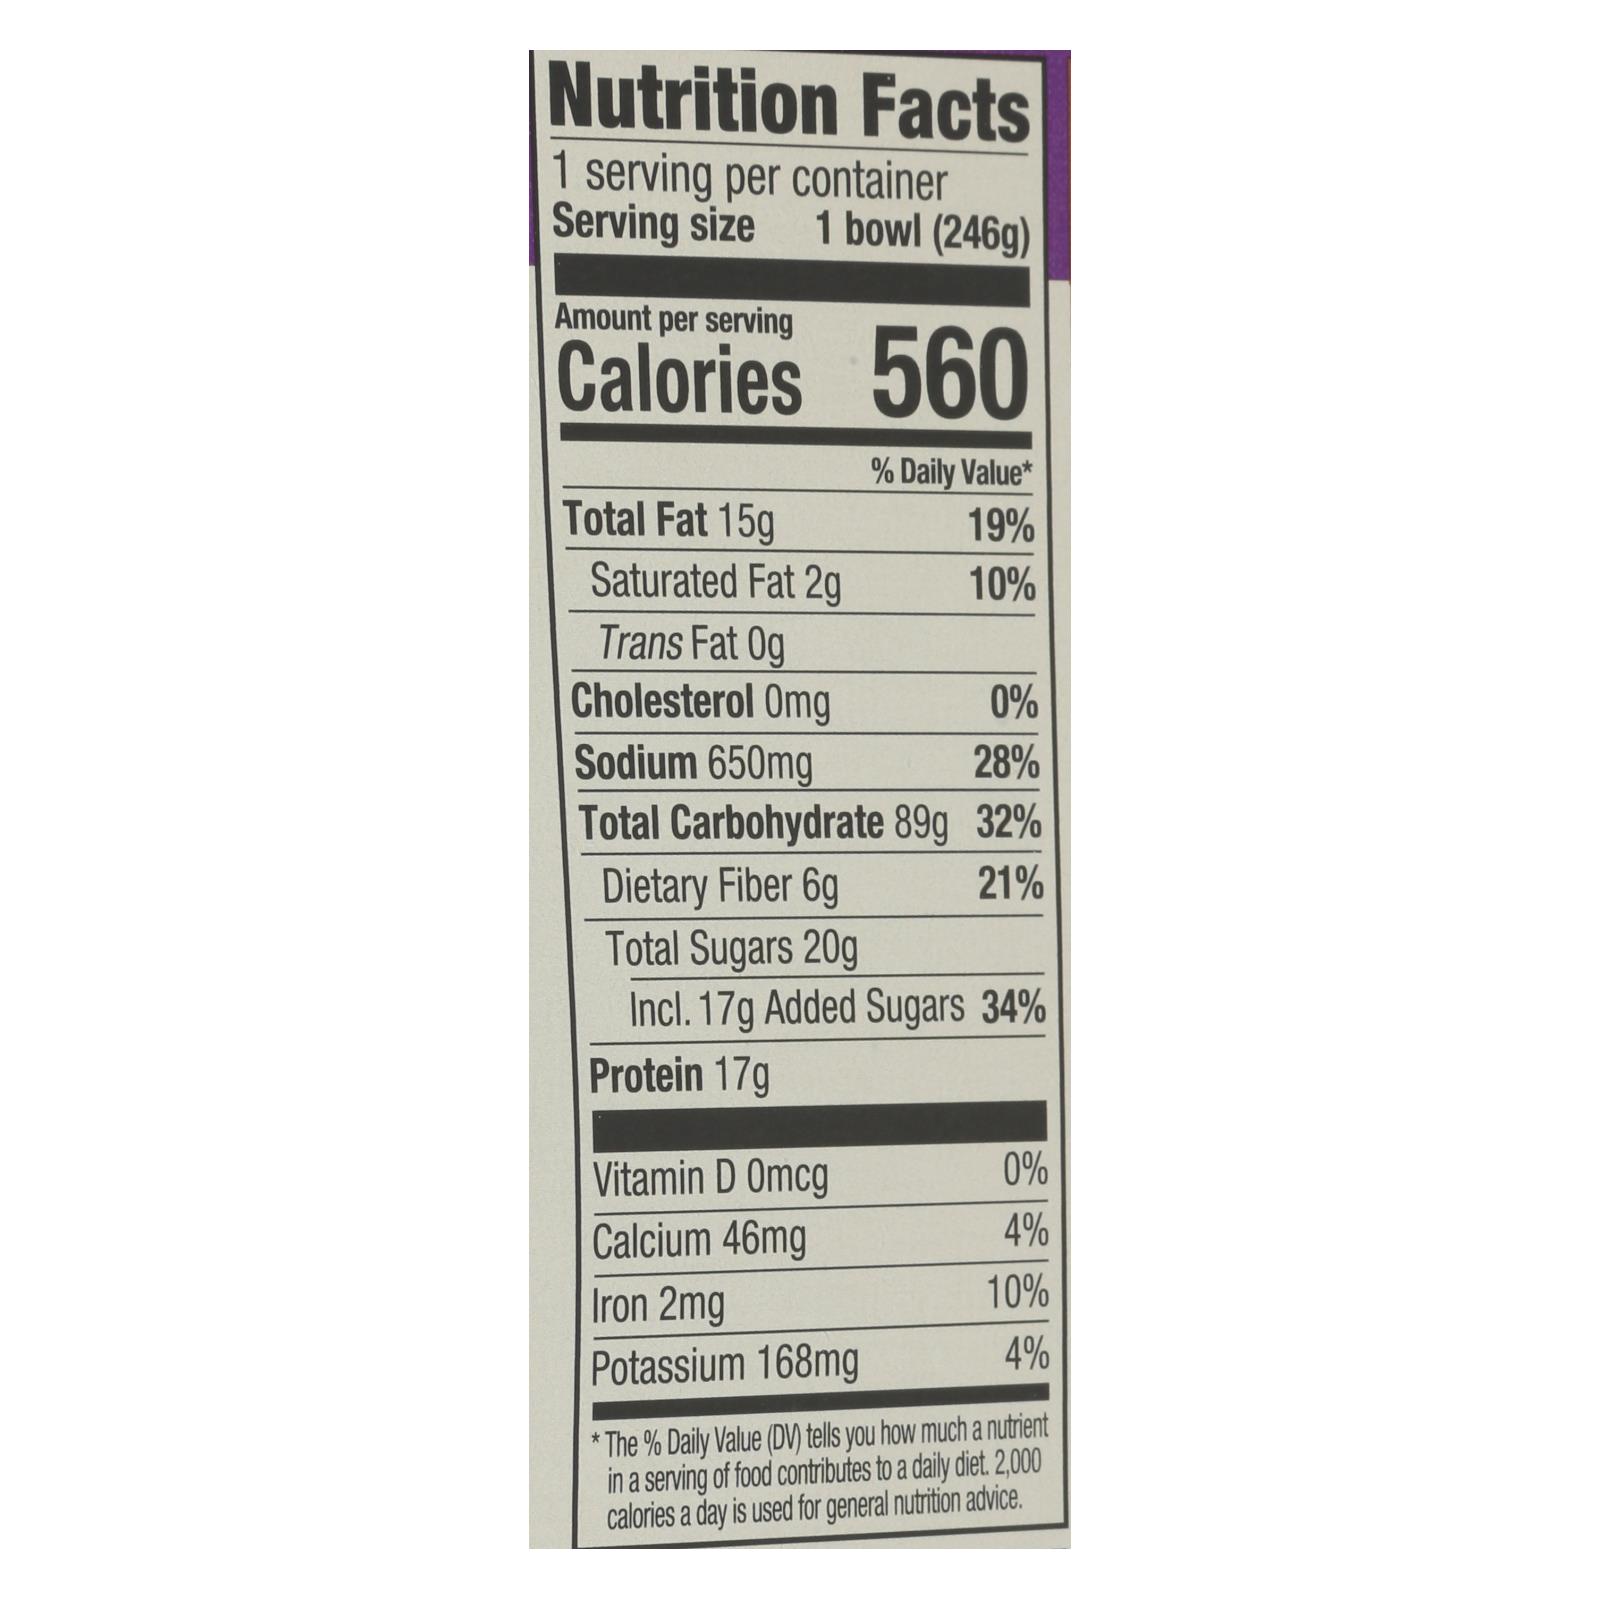 Nutrition Facts
1 serving per container
Serving size 1 bowl (246g)
Amount per serving
Calories 560
% Daily Value*
Total Fat 15g 19%
Saturated Fat 2g 10%
Trans Fat 0g
Cholesterol 0mg 0%
Sodium 650mg 28%
Total Carbohydrate 89g 32%
Dietary Fiber 6g 21%
Total Sugars 20g
Incl. 17g Added Sugars 34%
Protein 17g
Vitamin D 0mcg 0%
Calcium 46mg 4%
Iron 2mg 10%
Potassium 168mg 4%
* The % Daily Value (DV) tells you how much a nutrient
in a serving of food contributes to a daily diet. 2,000
calories a day is used for general nutrition advice.